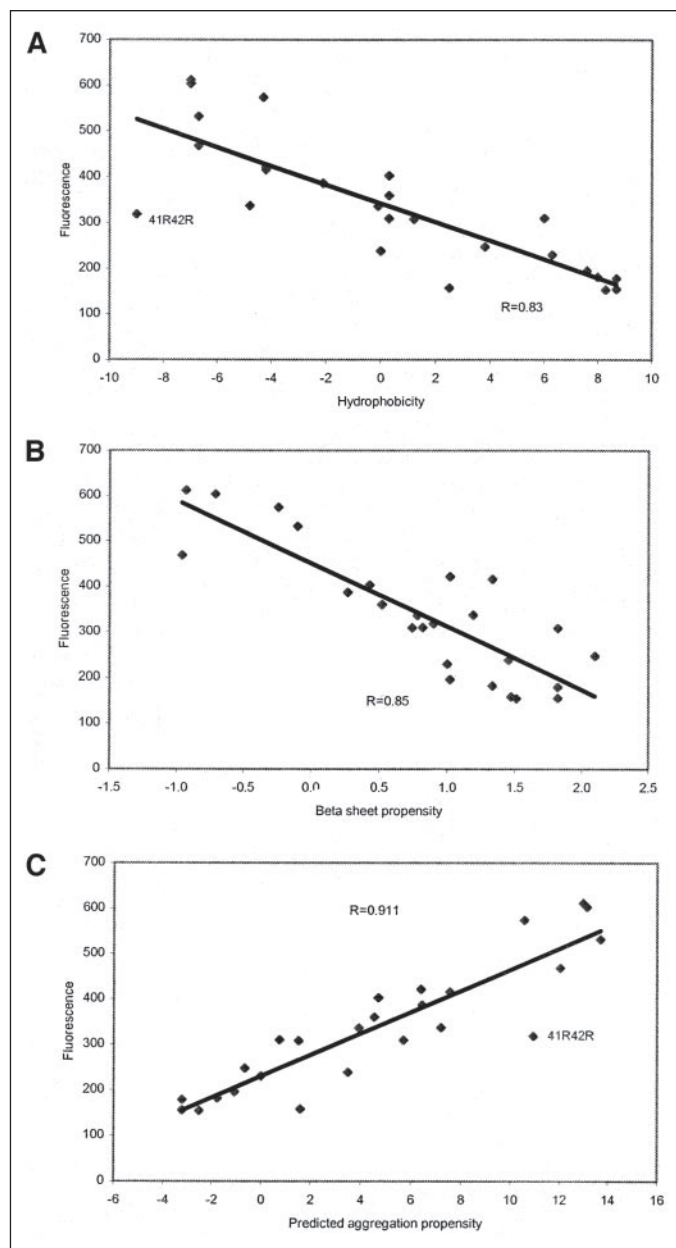 A
700
600
500
400
300
200
100
0
Fluorescence
41R42R
R=0.83
-10 -8 -6 -4 -2 0 2 4 6 8 10
Hydrophobicity
B
700
600
500
400
300
200
100
0
Fluorescence
R=0.85
-1.5 -1.0 -0.5 0.0 0.5 1.0 1.5 2.0 2.5
Beta sheet propensity
C
700
600
500
400
300
200
100
0
Fluorescence
R=0.911
41R42R
-6 -4 -2 0 2 4 6 8 10 12 14 16
Predicted aggregation propensity